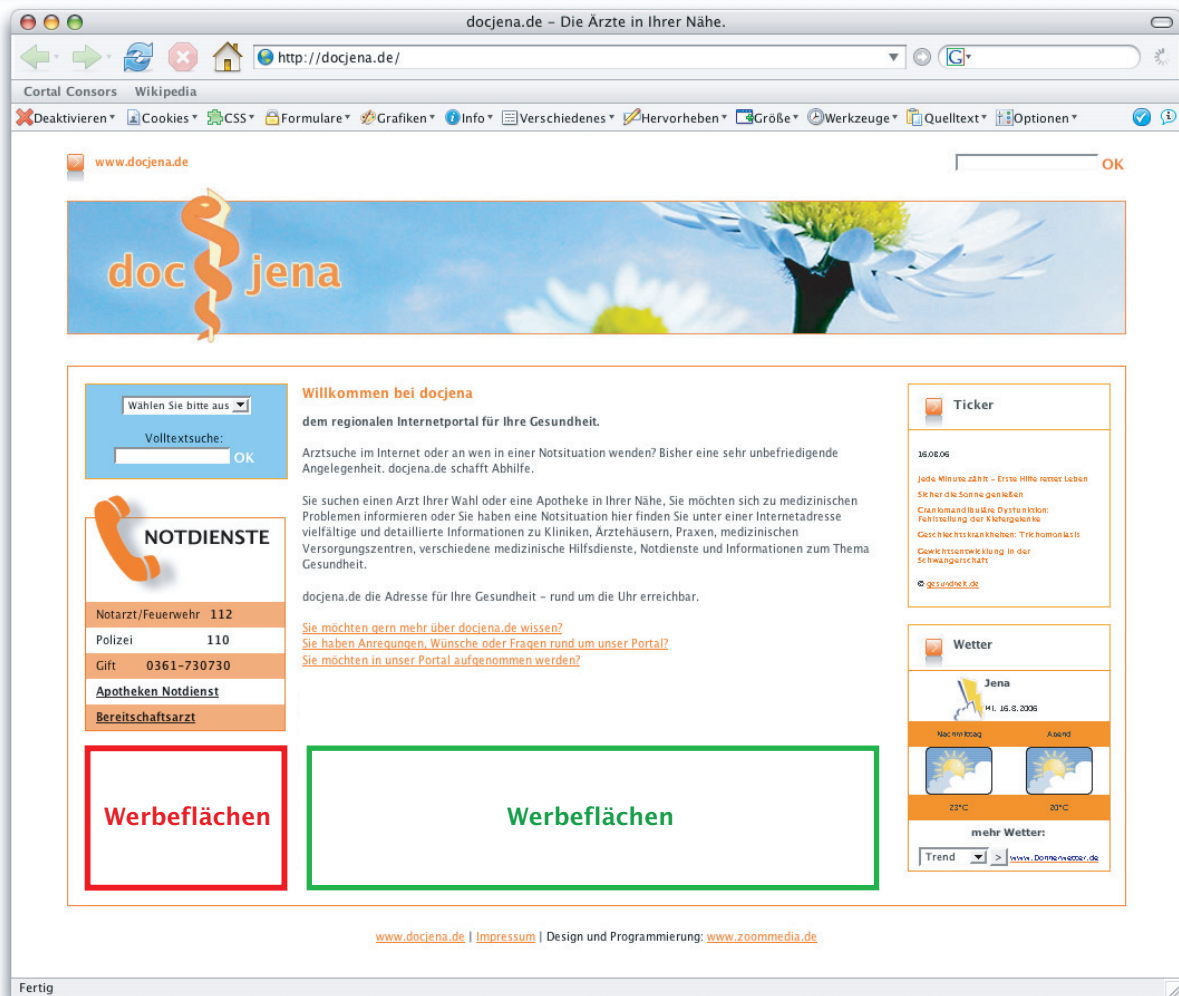 docjena.de – Die Ärzte in Ihrer Nähe.
http://docjena.de/
G
Cortal Consors Wikipedia
Deaktivieren Cookies CSS Formulare Grafiken Info Verschiedenes Hervorheben Größe Werkzeuge Quelltext Optionen
www.docjena.de
OK
doc jena
Wählen Sie bitte aus
Volltextsuche:
OK
NOTDIENSTE
Notarzt/Feuerwehr 112
Polizei 110
Gift 0361-730730
Apotheken Notdienst
Bereitschaftsarzt
Werbeflächen
Willkommen bei docjena
dem regionalen Internetportal für Ihre Gesundheit.
Arztsuche im Internet oder an wen in einer Notsituation wenden? Bisher eine sehr unbefriedigende
Angelegenheit. docjena.de schafft Abhilfe.
Sie suchen einen Arzt Ihrer Wahl oder eine Apotheke in Ihrer Nähe, Sie möchten sich zu medizinischen
Problemen informieren oder Sie haben eine Notsituation hier finden Sie unter einer Internetadresse
vielfältige und detaillierte Informationen zu Kliniken, Ärztehäusern, Praxen, medizinischen
Versorgungszentren, verschiedene medizinische Hilfsdienste, Notdienste und Informationen zum Thema
Gesundheit.
docjena.de die Adresse für Ihre Gesundheit – rund um die Uhr erreichbar.
Sie möchten gern mehr über docjena.de wissen?
Sie haben Anregungen, Wünsche oder Fragen rund um unser Portal?
Sie möchten in unser Portal aufgenommen werden?
Werbeflächen
Ticker
16.08.06
Jede Minute zählt – Erste Hilfe rettet Leben
Sicher die Sonne genießen
Craniomandibuläre Dysfunktion:
Fehlstellung der Kiefergelenke
Geschlechtskrankheiten: Trichomoniasis
Gewichtsentwicklung in der
Schwangerschaft
© gesundheit.de
Wetter
Jena
Mi, 16.8.2006
Nachmittag Abend
23°C 20°C
mehr Wetter:
Trend > www.Donnerwetter.de
www.docjena.de | Impressum | Design und Programmierung: www.zoommedia.de
Fertig